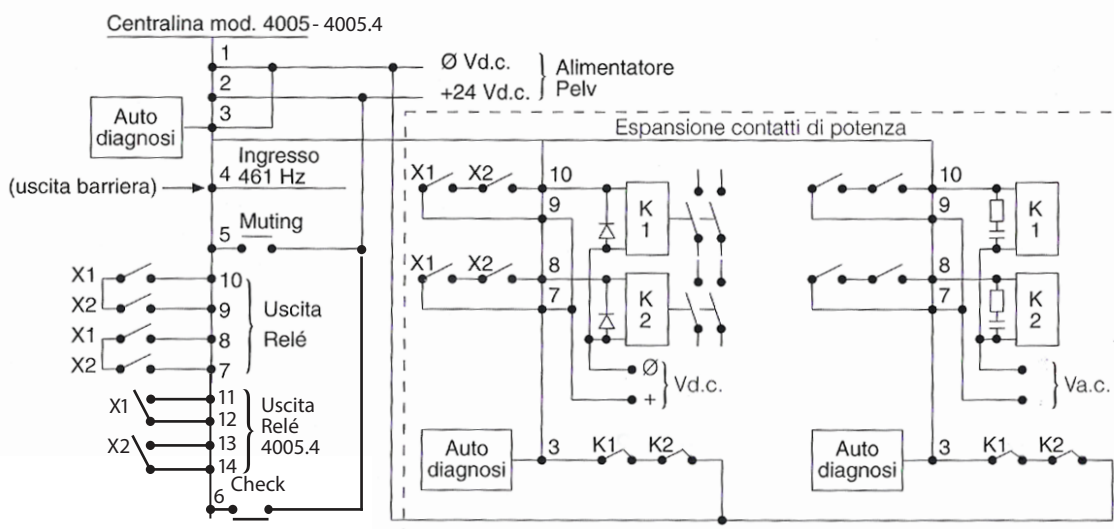 Centralina mod. 4005 - 4005.4
1
Ø Vd.c.
Alimentatore
Pelv
2
+24 Vd.c.
3
Auto
diagnosi
Espansione contatti di potenza
4
Ingresso
461 Hz
(uscita barriera)
5
Muting
X1
10
X2
9
Uscita
Relé
X1
8
X2
7
X1
11
12
Uscita
Relé
4005.4
X2
13
14
6
Check
X1
X2
10
9
K
1
X1
X2
8
7
K
2
Ø
+
Vd.c.
Auto
diagnosi
3
K1
K2
10
9
K
1
8
7
K
2
Va.c.
Auto
diagnosi
3
K1
K2